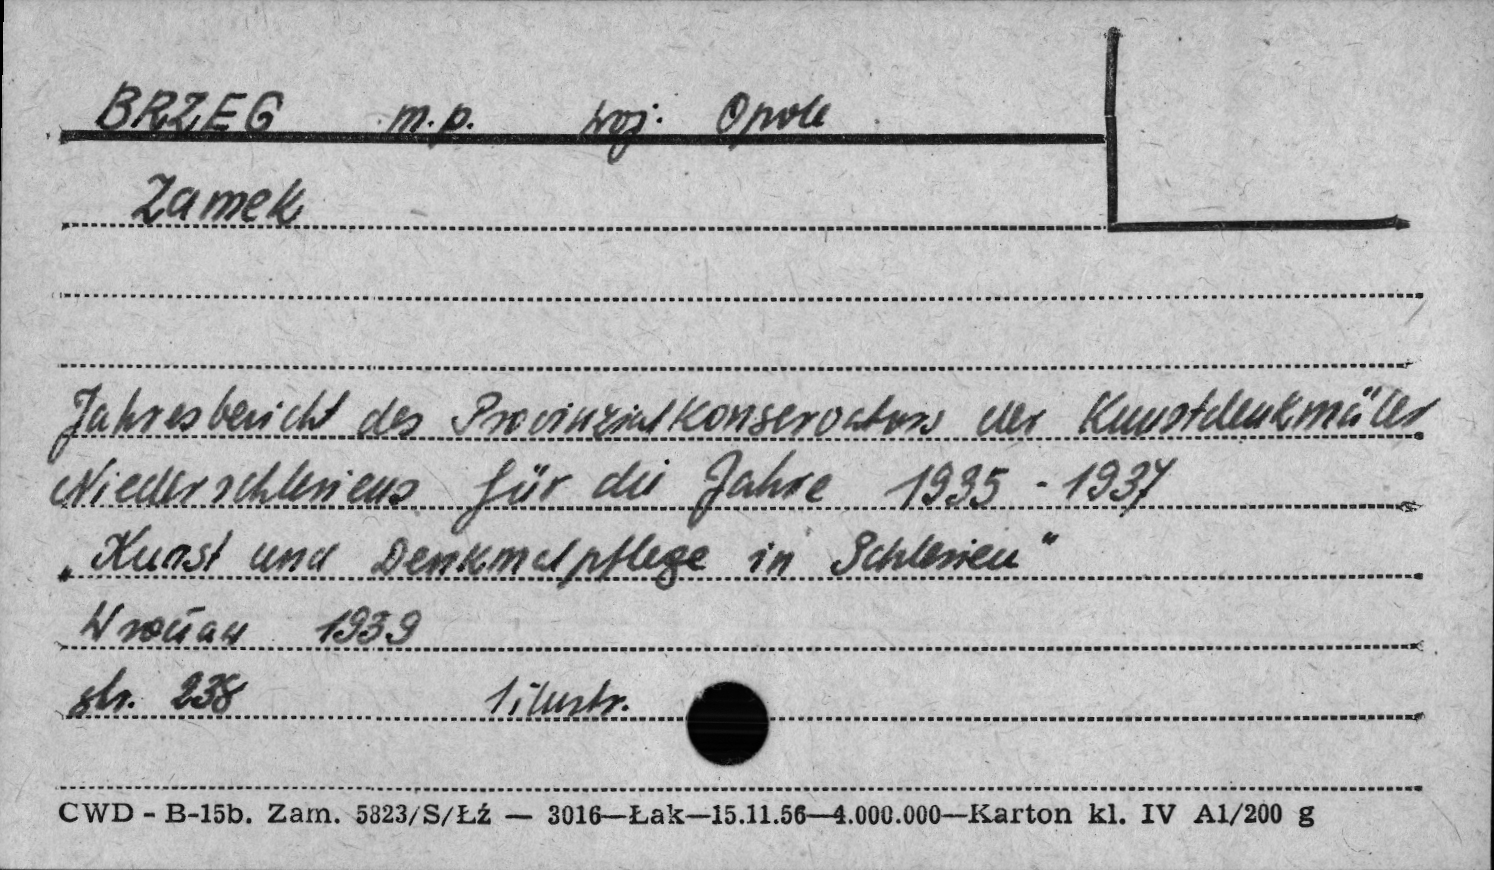 BRZEG m.p. woj. Opole
Zamek
Jahresbericht des Provinzialkonservators der Kunstdenkmäler
Niederschlesiens für die Jahre 1935-1937
„Kunst und Denkmalpflege in Schlesien"
Wrocław 1939
str. 238 1 ilustr.
CWD - B-15b. Zam. 5823/S/Łź — 3016—Łak—15.11.56—4.000.000—Karton kl. IV A1/200 g